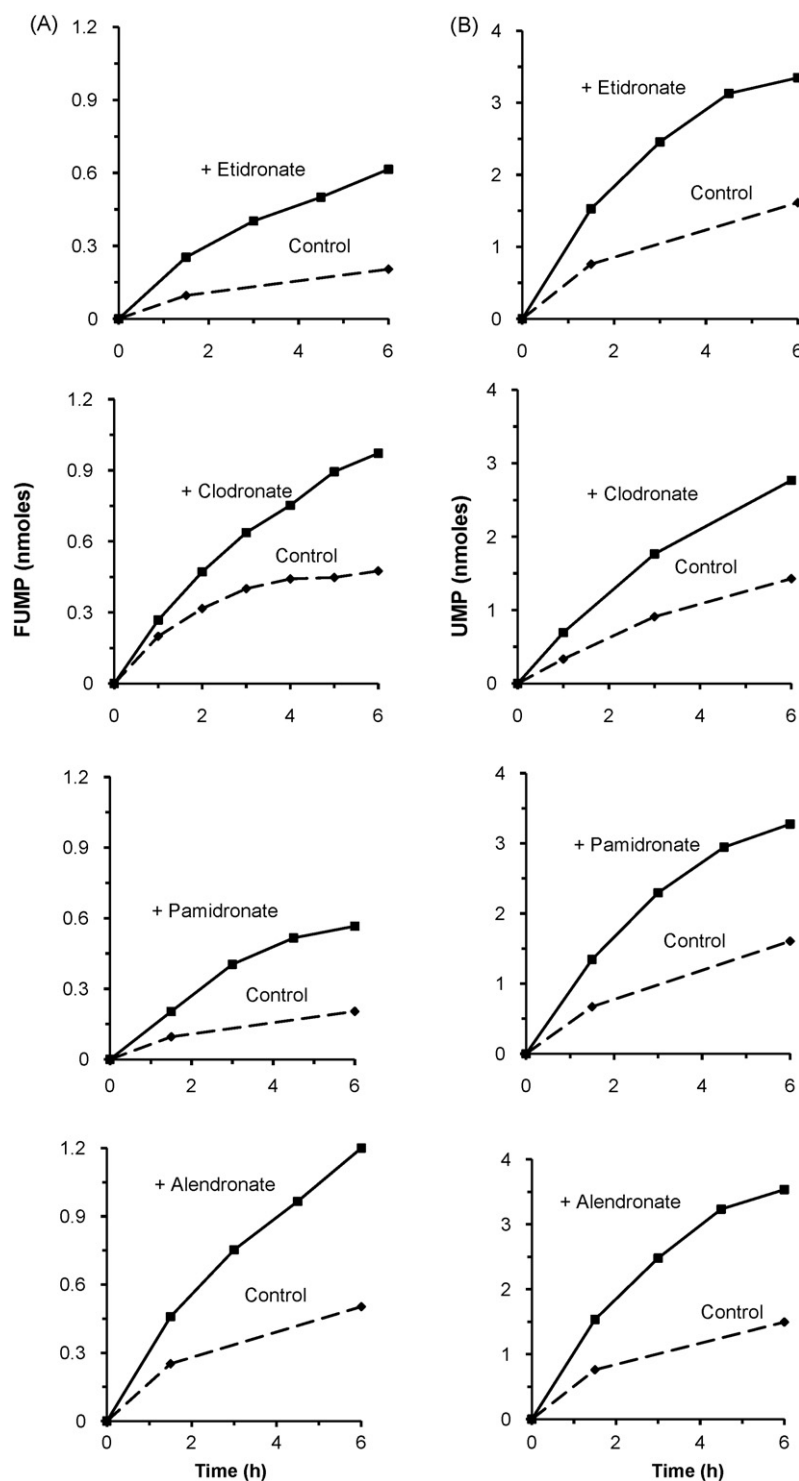 (A)
1.2
0.9
0.6
0.3
0
+ Etidronate
Control
0 2 4 6
(B)
4
3
2
1
0
+ Etidronate
Control
0 2 4 6
FUMP (nmoles)
1.2
0.9
0.6
0.3
0
+ Clodronate
Control
0 2 4 6
UMP (nmoles)
4
3
2
1
0
+ Clodronate
Control
0 2 4 6
1.2
0.9
0.6
0.3
0
+ Pamidronate
Control
0 2 4 6
4
3
2
1
0
+ Pamidronate
Control
0 2 4 6
1.2
0.9
0.6
0.3
0
+ Alendronate
Control
0 2 4 6
Time (h)
4
3
2
1
0
+ Alendronate
Control
0 2 4 6
Time (h)